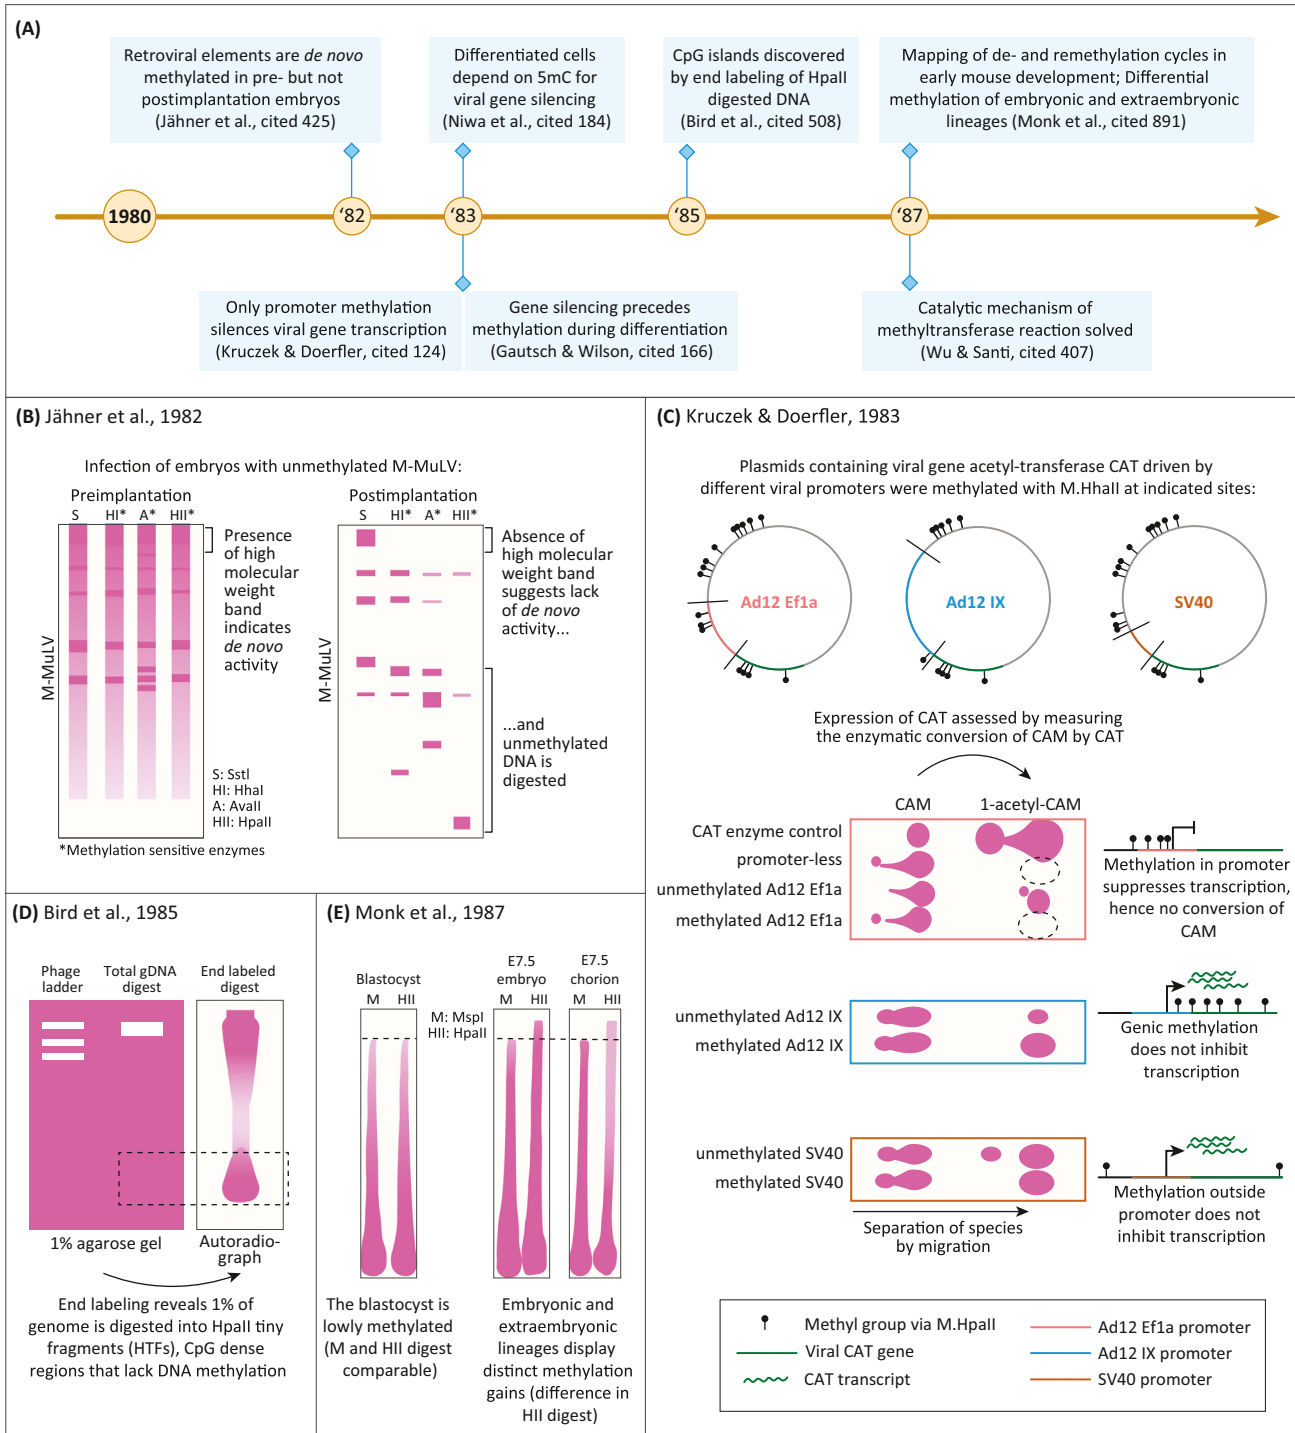 (A)
Retroviral elements are de novo
methylated in pre- but not
postimplantation embryos
(Jähner et al., cited 425)
Differentiated cells
depend on 5mC for
viral gene silencing
(Niwa et al., cited 184)
CpG islands discovered
by end labeling of HpaII
digested DNA
(Bird et al., cited 508)
Mapping of de- and remethylation cycles in
early mouse development; Differential
methylation of embryonic and extraembryonic
lineages (Monk et al., cited 891)
1980
‘82
‘83
‘85
‘87
Only promoter methylation
silences viral gene transcription
(Kruczek & Doerfler, cited 124)
Gene silencing precedes
methylation during differentiation
(Gautsch & Wilson, cited 166)
Catalytic mechanism of
methyltransferase reaction solved
(Wu & Santi, cited 407)
(B) Jähner et al., 1982
Infection of embryos with unmethylated M-MuLV:
Preimplantation
S HI* A* HII*
M-MuLV
Presence
of high
molecular
weight
band
indicates
de novo
activity
S: SstI
HI: HhaI
A: AvaII
HII: HpaII
*Methylation sensitive enzymes
Postimplantation
S HI* A* HII*
M-MuLV
Absence of
high molecular
weight band
suggests lack
of de novo
activity...
...and
unmethylated
DNA is
digested
(C) Kruczek & Doerfler, 1983
Plasmids containing viral gene acetyl-transferase CAT driven by
different viral promoters were methylated with M.HhaII at indicated sites:
Ad12 Ef1a
Ad12 IX
SV40
Expression of CAT assessed by measuring
the enzymatic conversion of CAM by CAT
CAM
1-acetyl-CAM
CAT enzyme control
promoter-less
unmethylated Ad12 Ef1a
methylated Ad12 Ef1a
Methylation in promoter
suppresses transcription,
hence no conversion of
CAM
unmethylated Ad12 IX
methylated Ad12 IX
Genic methylation
does not inhibit
transcription
unmethylated SV40
methylated SV40
Separation of species
by migration
Methylation outside
promoter does not
inhibit transcription
Methyl group via M.HpaII
Viral CAT gene
CAT transcript
Ad12 Ef1a promoter
Ad12 IX promoter
SV40 promoter
(D) Bird et al., 1985
Phage
ladder
Total gDNA
digest
End labeled
digest
1% agarose gel
Autoradio-
graph
End labeling reveals 1% of
genome is digested into HpaII tiny
fragments (HTFs), CpG dense
regions that lack DNA methylation
(E) Monk et al., 1987
Blastocyst
M HII
M: MspI
HII: HpaII
E7.5
embryo
M HII
E7.5
chorion
M HII
The blastocyst is
lowly methylated
(M and HII digest
comparable)
Embryonic and
extraembryonic
lineages display
distinct methylation
gains (difference in
HII digest)